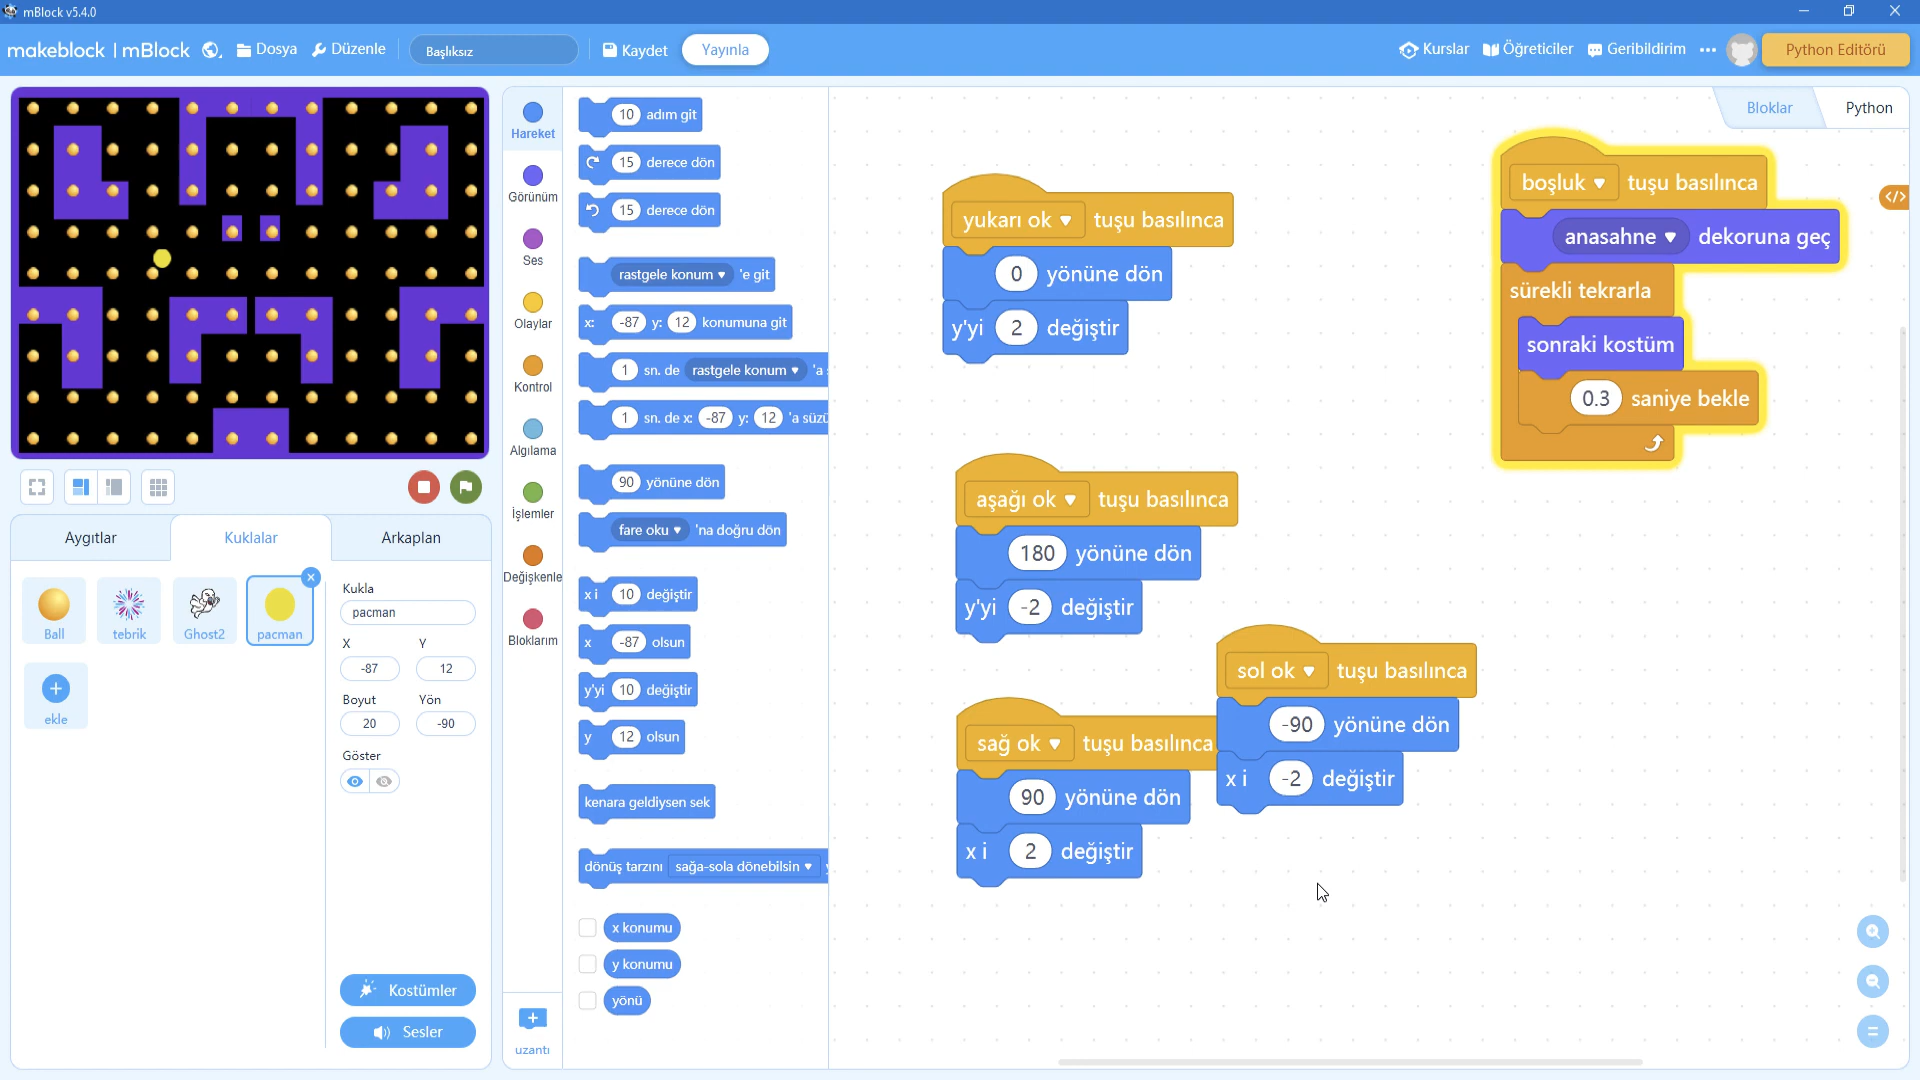 mBlock v5.4.0
makeblock | mBlock
Dosya
Düzenle
Başlıksız
Kaydet
Yayınla
Kurslar
Öğreticiler
Geribildirim
Python Editörü
Aygıtlar
Kuklalar
Arkaplan
Ball
tebrik
Ghost2
pacman
ekle
Kukla
pacman
X
Y
-87
12
Boyut
Yön
20
-90
Göster
Kostümler
Sesler
Hareket
Görünüm
Ses
Olaylar
Kontrol
Algılama
İşlemler
Değişkenle
Bloklarım
uzantı
10 adım git
15 derece dön
15 derece dön
rastgele konum 'e git
x: -87 y: 12 konumuna git
1 sn. de rastgele konum 'a
1 sn. de x: -87 y: 12 'a süzü
90 yönüne dön
fare oku 'na doğru dön
x i 10 değiştir
x -87 olsun
y'yi 10 değiştir
y 12 olsun
kenara geldiysen sek
dönüş tarzını sağa-sola dönebilsin
x konumu
y konumu
yönü
Bloklar
Python
yukarı ok tuşu basılınca
0 yönüne dön
y'yi 2 değiştir
aşağı ok tuşu basılınca
180 yönüne dön
y'yi -2 değiştir
sağ ok tuşu basılınca
90 yönüne dön
x i 2 değiştir
sol ok tuşu basılınca
-90 yönüne dön
x i -2 değiştir
boşluk tuşu basılınca
anasahne dekoruna geç
sürekli tekrarla
sonraki kostüm
0.3 saniye bekle